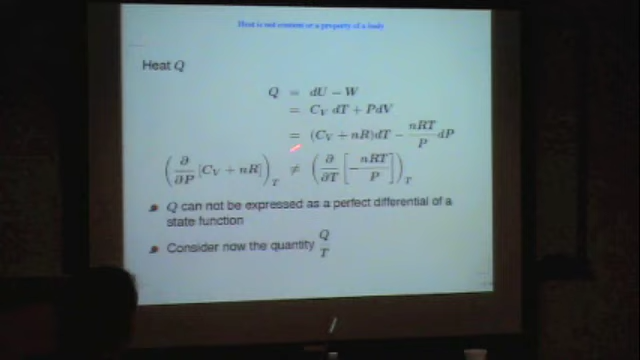 Heat is not content or a property of a body
Heat Q
Q = dU − W
= C_V dT + PdV
= (C_V + nR)dT − nRT/P dP
(∂/∂P [C_V + nR])_T ≠ (∂/∂T [− nRT/P])_T
Q can not be expressed as a perfect differential of a
state function
Consider now the quantity Q/T